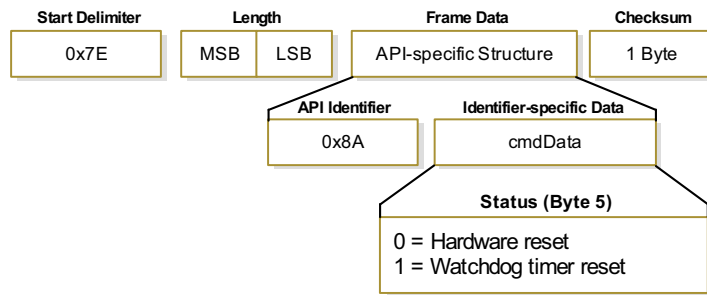 Start Delimiter Length Frame Data Checksum
0x7E MSB LSB API-specific Structure 1 Byte
API Identifier Identifier-specific Data
0x8A cmdData
Status (Byte 5)
0 = Hardware reset
1 = Watchdog timer reset